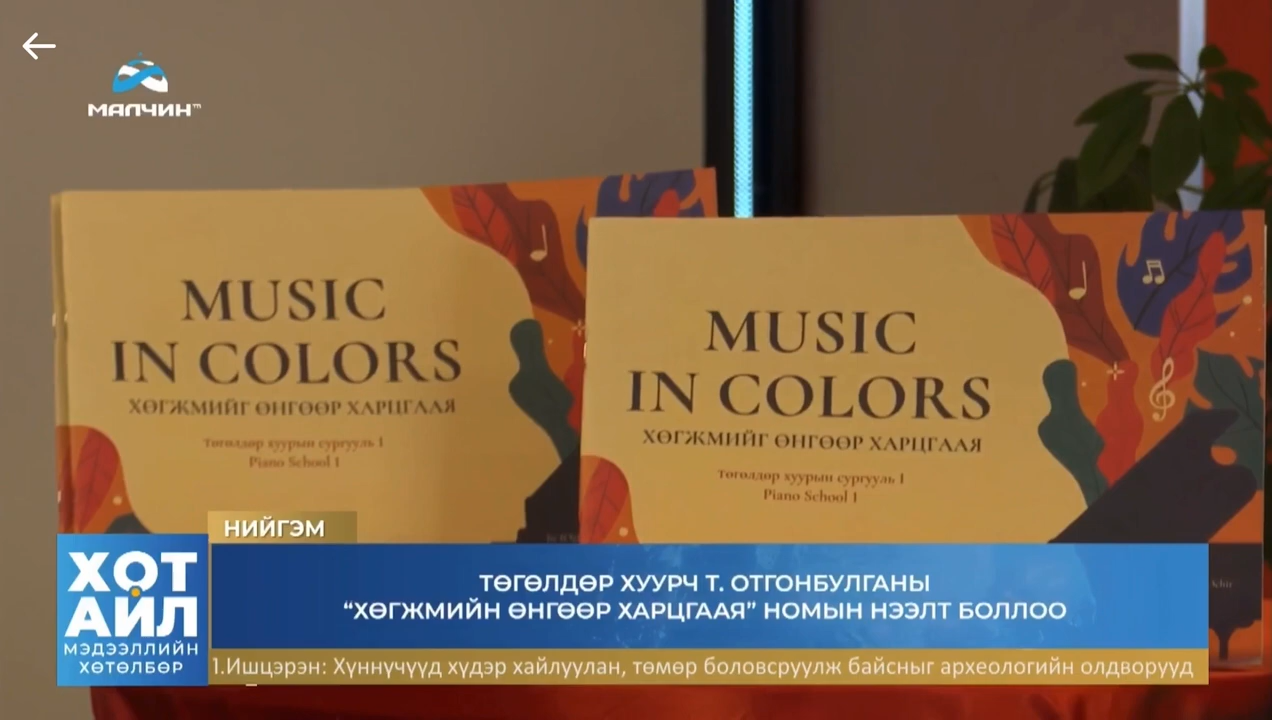 МАЛЧИН
MUSIC
IN COLORS
ХӨГЖМИЙГ ӨНГӨӨР ХАРЦГААЯ
Төгөлдөр хуурын сургууль 1
Piano School 1
MUSIC
IN COLORS
ХӨГЖМИЙГ ӨНГӨӨР ХАРЦГААЯ
Төгөлдөр хуурын сургууль 1
Piano School 1
НИЙГЭМ
ХОТ
АЙЛ
МЭДЭЭЛЛИЙН
ХӨТӨЛБӨР
ТӨГӨЛДӨР ХУУРЧ Т. ОТГОНБУЛГАНЫ
“ХӨГЖМИЙН ӨНГӨӨР ХАРЦГААЯ” НОМЫН НЭЭЛТ БОЛЛОО
1.Ишцэрэн: Хүннүчүүд хүдэр хайлуулан, төмөр боловсруулж байсныг археологийн олдворууд